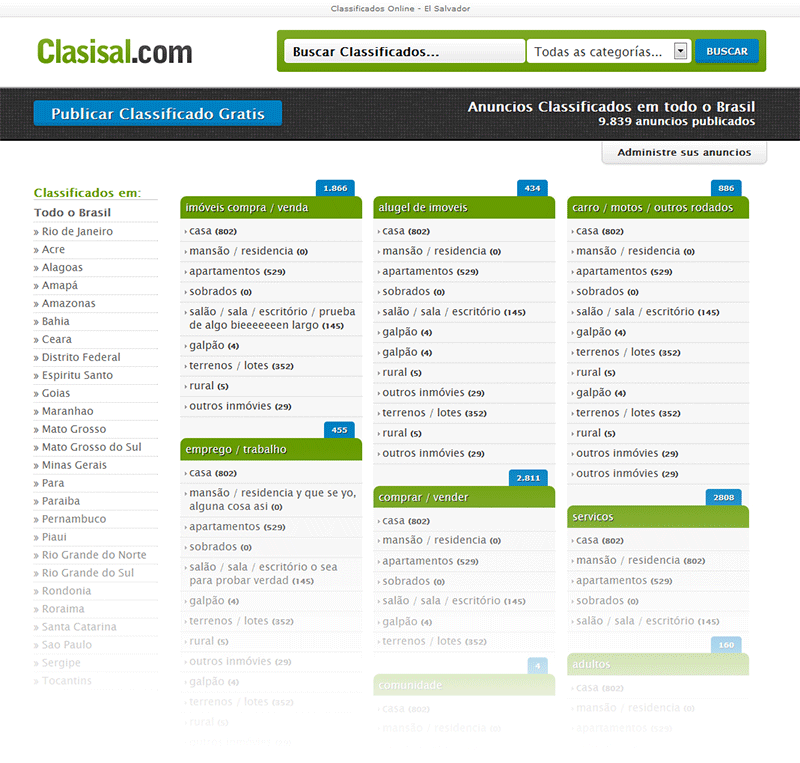 Classificados Online - El Salvador
Clasisal.com
Buscar Classificados...
Todas as categorías...
BUSCAR
Publicar Classificado Gratis
Anuncios Classificados em todo o Brasil
9.839 anuncios publicados
Administre sus anuncios
Classificados em:
Todo o Brasil
» Rio de Janeiro
» Acre
» Alagoas
» Amapá
» Amazonas
» Bahia
» Ceara
» Distrito Federal
» Espiritu Santo
» Goias
» Maranhao
» Mato Grosso
» Mato Grosso do Sul
» Minas Gerais
» Para
» Paraiba
» Pernambuco
» Piaui
» Rio Grande do Norte
» Rio Grande do Sul
» Rondonia
» Roraima
» Santa Catarina
» Sao Paulo
» Sergipe
» Tocantins
1.866
imóveis compra / venda
› casa (802)
› mansão / residencia (0)
› apartamentos (529)
› sobrados (0)
› salão / sala / escritório / prueba
de algo bieeeeeeen largo (145)
› galpão (4)
› terrenos / lotes (352)
› rural (5)
› outros inmóvies (29)
455
emprego / trabalho
› casa (802)
› mansão / residencia y que se yo,
alguna cosa asi (0)
› apartamentos (529)
› sobrados (0)
› salão / sala / escritório o sea
para probar verdad (145)
› galpão (4)
› terrenos / lotes (352)
› rural (5)
› outros inmóvies (29)
› galpão (4)
› terrenos / lotes (352)
› rural (5)
434
alugel de imoveis
› casa (802)
› mansão / residencia (0)
› apartamentos (529)
› sobrados (0)
› salão / sala / escritório (145)
› galpão (4)
› galpão (4)
› rural (5)
› outros inmóvies (29)
› terrenos / lotes (352)
› rural (5)
› outros inmóvies (29)
2.811
comprar / vender
› casa (802)
› mansão / residencia (0)
› apartamentos (529)
› sobrados (0)
› salão / sala / escritório (145)
› galpão (4)
› terrenos / lotes (352)
4
comunidade
› casa (802)
› mansão / residencia (0)
886
carro / motos / outros rodados
› casa (802)
› mansão / residencia (0)
› apartamentos (529)
› sobrados (0)
› salão / sala / escritório (145)
› galpão (4)
› terrenos / lotes (352)
› rural (5)
› galpão (4)
› terrenos / lotes (352)
› rural (5)
› outros inmóvies (29)
› outros inmóvies (29)
2808
servicos
› casa (802)
› mansão / residencia (802)
› apartamentos (529)
› sobrados (0)
› salão / sala / escritório (145)
160
adultos
› casa (802)
› mansão / residencia (0)
› apartamentos (529)